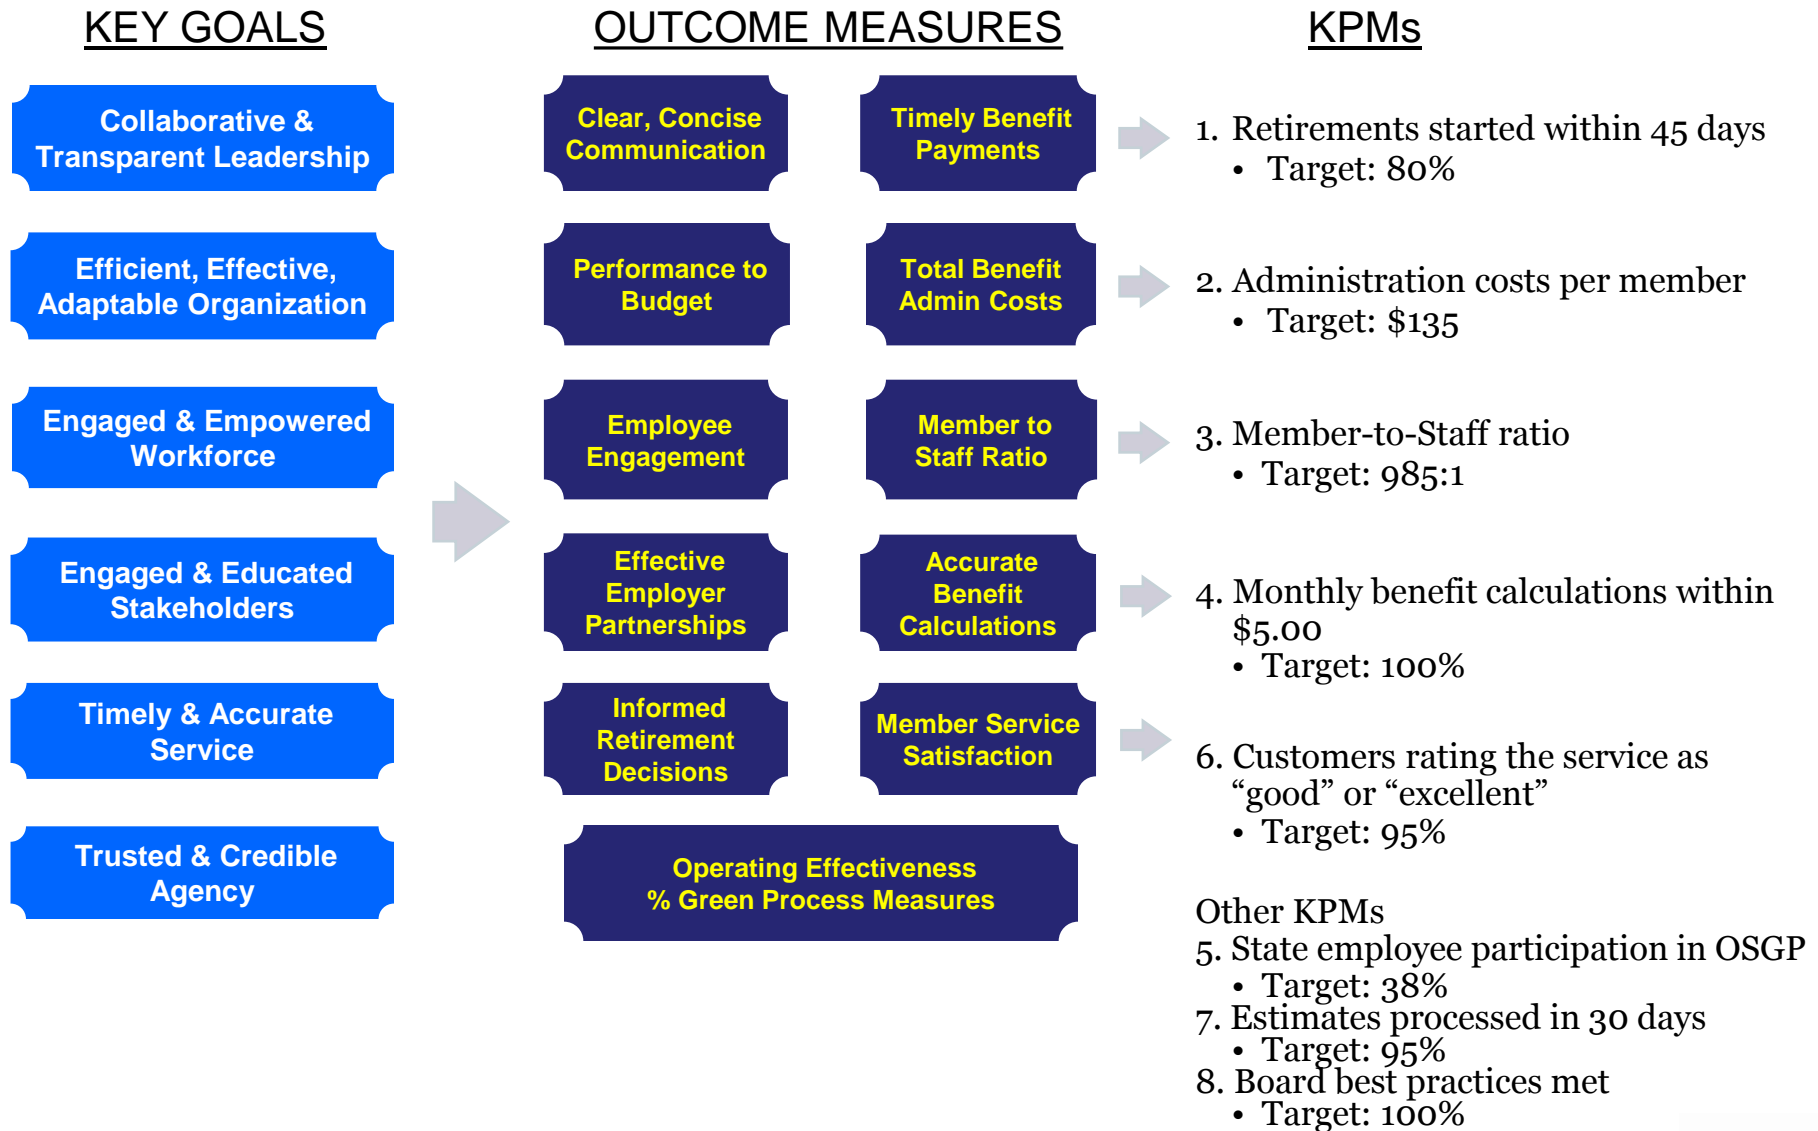 KEY GOALS
Collaborative &
Transparent Leadership
Efficient, Effective,
Adaptable Organization
Engaged & Empowered
Workforce
Engaged & Educated
Stakeholders
Timely & Accurate
Service
Trusted & Credible
Agency
OUTCOME MEASURES
Clear, Concise
Communication
Timely Benefit
Payments
Performance to
Budget
Total Benefit
Admin Costs
Employee
Engagement
Member to
Staff Ratio
Effective
Employer
Partnerships
Accurate
Benefit
Calculations
Informed
Retirement
Decisions
Member Service
Satisfaction
Operating Effectiveness
% Green Process Measures
KPMs
1. Retirements started within 45 days
• Target: 80%
2. Administration costs per member
• Target: $135
3. Member-to-Staff ratio
• Target: 985:1
4. Monthly benefit calculations within
$5.00
• Target: 100%
6. Customers rating the service as
“good” or “excellent”
• Target: 95%
Other KPMs
5. State employee participation in OSGP
• Target: 38%
7. Estimates processed in 30 days
• Target: 95%
8. Board best practices met
• Target: 100%